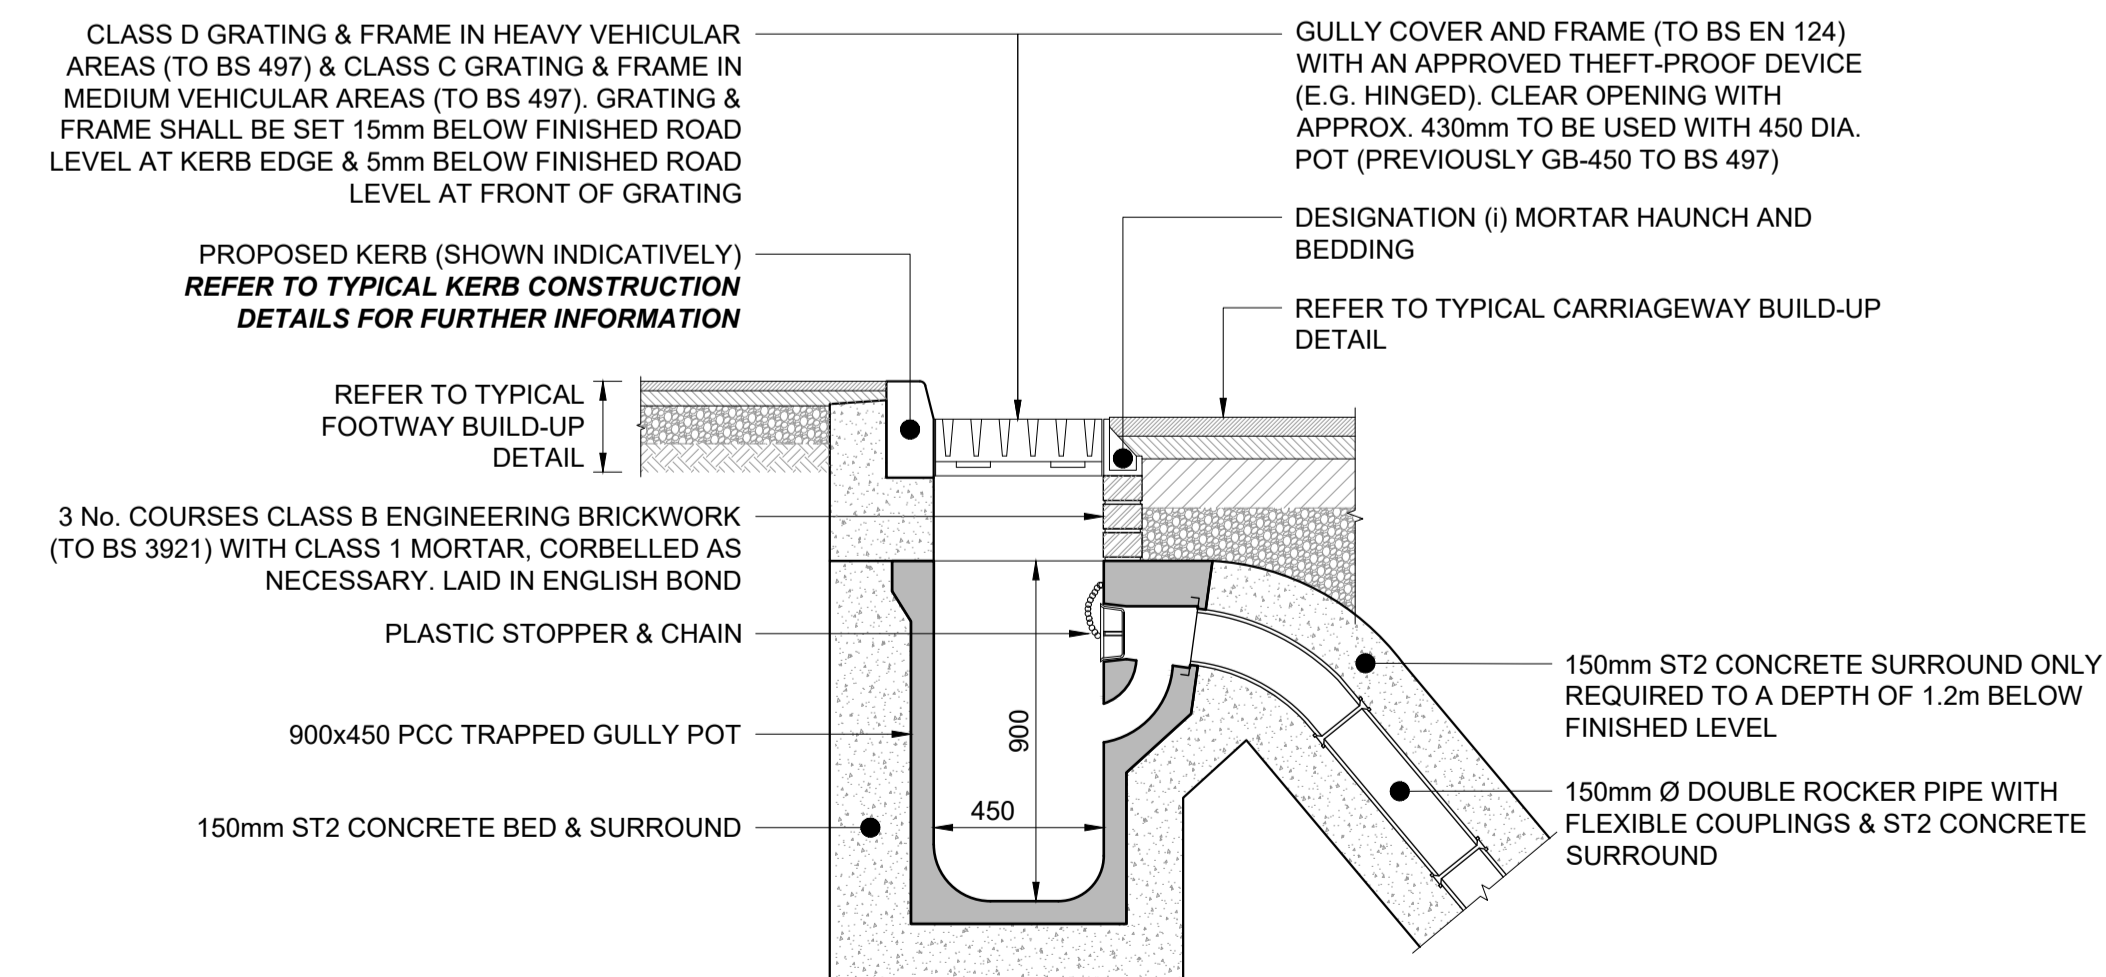 CLASS D GRATING & FRAME IN HEAVY VEHICULAR
AREAS (TO BS 497) & CLASS C GRATING & FRAME IN
MEDIUM VEHICULAR AREAS (TO BS 497). GRATING &
FRAME SHALL BE SET 15mm BELOW FINISHED ROAD
LEVEL AT KERB EDGE & 5mm BELOW FINISHED ROAD
LEVEL AT FRONT OF GRATING
PROPOSED KERB (SHOWN INDICATIVELY)
REFER TO TYPICAL KERB CONSTRUCTION
DETAILS FOR FURTHER INFORMATION
REFER TO TYPICAL
FOOTWAY BUILD-UP
DETAIL
3 No. COURSES CLASS B ENGINEERING BRICKWORK
(TO BS 3921) WITH CLASS 1 MORTAR, CORBELLED AS
NECESSARY. LAID IN ENGLISH BOND
PLASTIC STOPPER & CHAIN
900x450 PCC TRAPPED GULLY POT
150mm ST2 CONCRETE BED & SURROUND
900
450
GULLY COVER AND FRAME (TO BS EN 124)
WITH AN APPROVED THEFT-PROOF DEVICE
(E.G. HINGED). CLEAR OPENING WITH
APPROX. 430mm TO BE USED WITH 450 DIA.
POT (PREVIOUSLY GB-450 TO BS 497)
DESIGNATION (i) MORTAR HAUNCH AND
BEDDING
REFER TO TYPICAL CARRIAGEWAY BUILD-UP
DETAIL
150mm ST2 CONCRETE SURROUND ONLY
REQUIRED TO A DEPTH OF 1.2m BELOW
FINISHED LEVEL
150mm Ø DOUBLE ROCKER PIPE WITH
FLEXIBLE COUPLINGS & ST2 CONCRETE
SURROUND